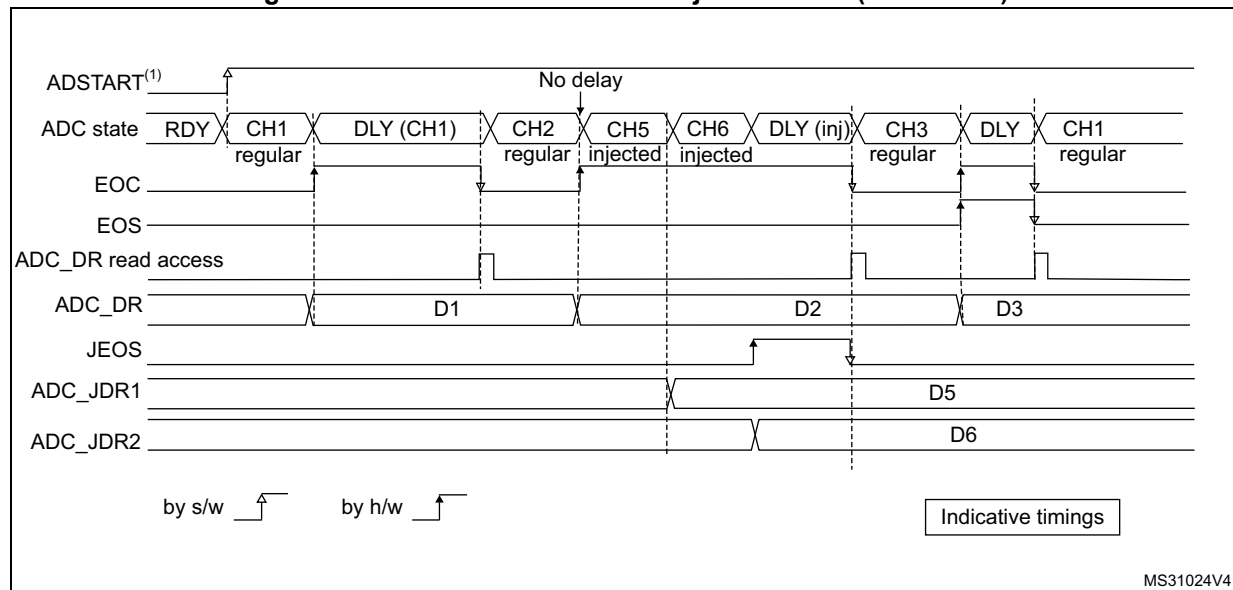 ADSTART(1)
No delay
ADC state RDY CH1 DLY (CH1) CH2 CH5 CH6 DLY (inj) CH3 DLY CH1
regular regular injected injected regular regular
EOC
EOS
ADC_DR read access
ADC_DR D1 D2 D3
JEOS
ADC_JDR1 D5
ADC_JDR2 D6
by s/w by h/w
Indicative timings
MS31024V4